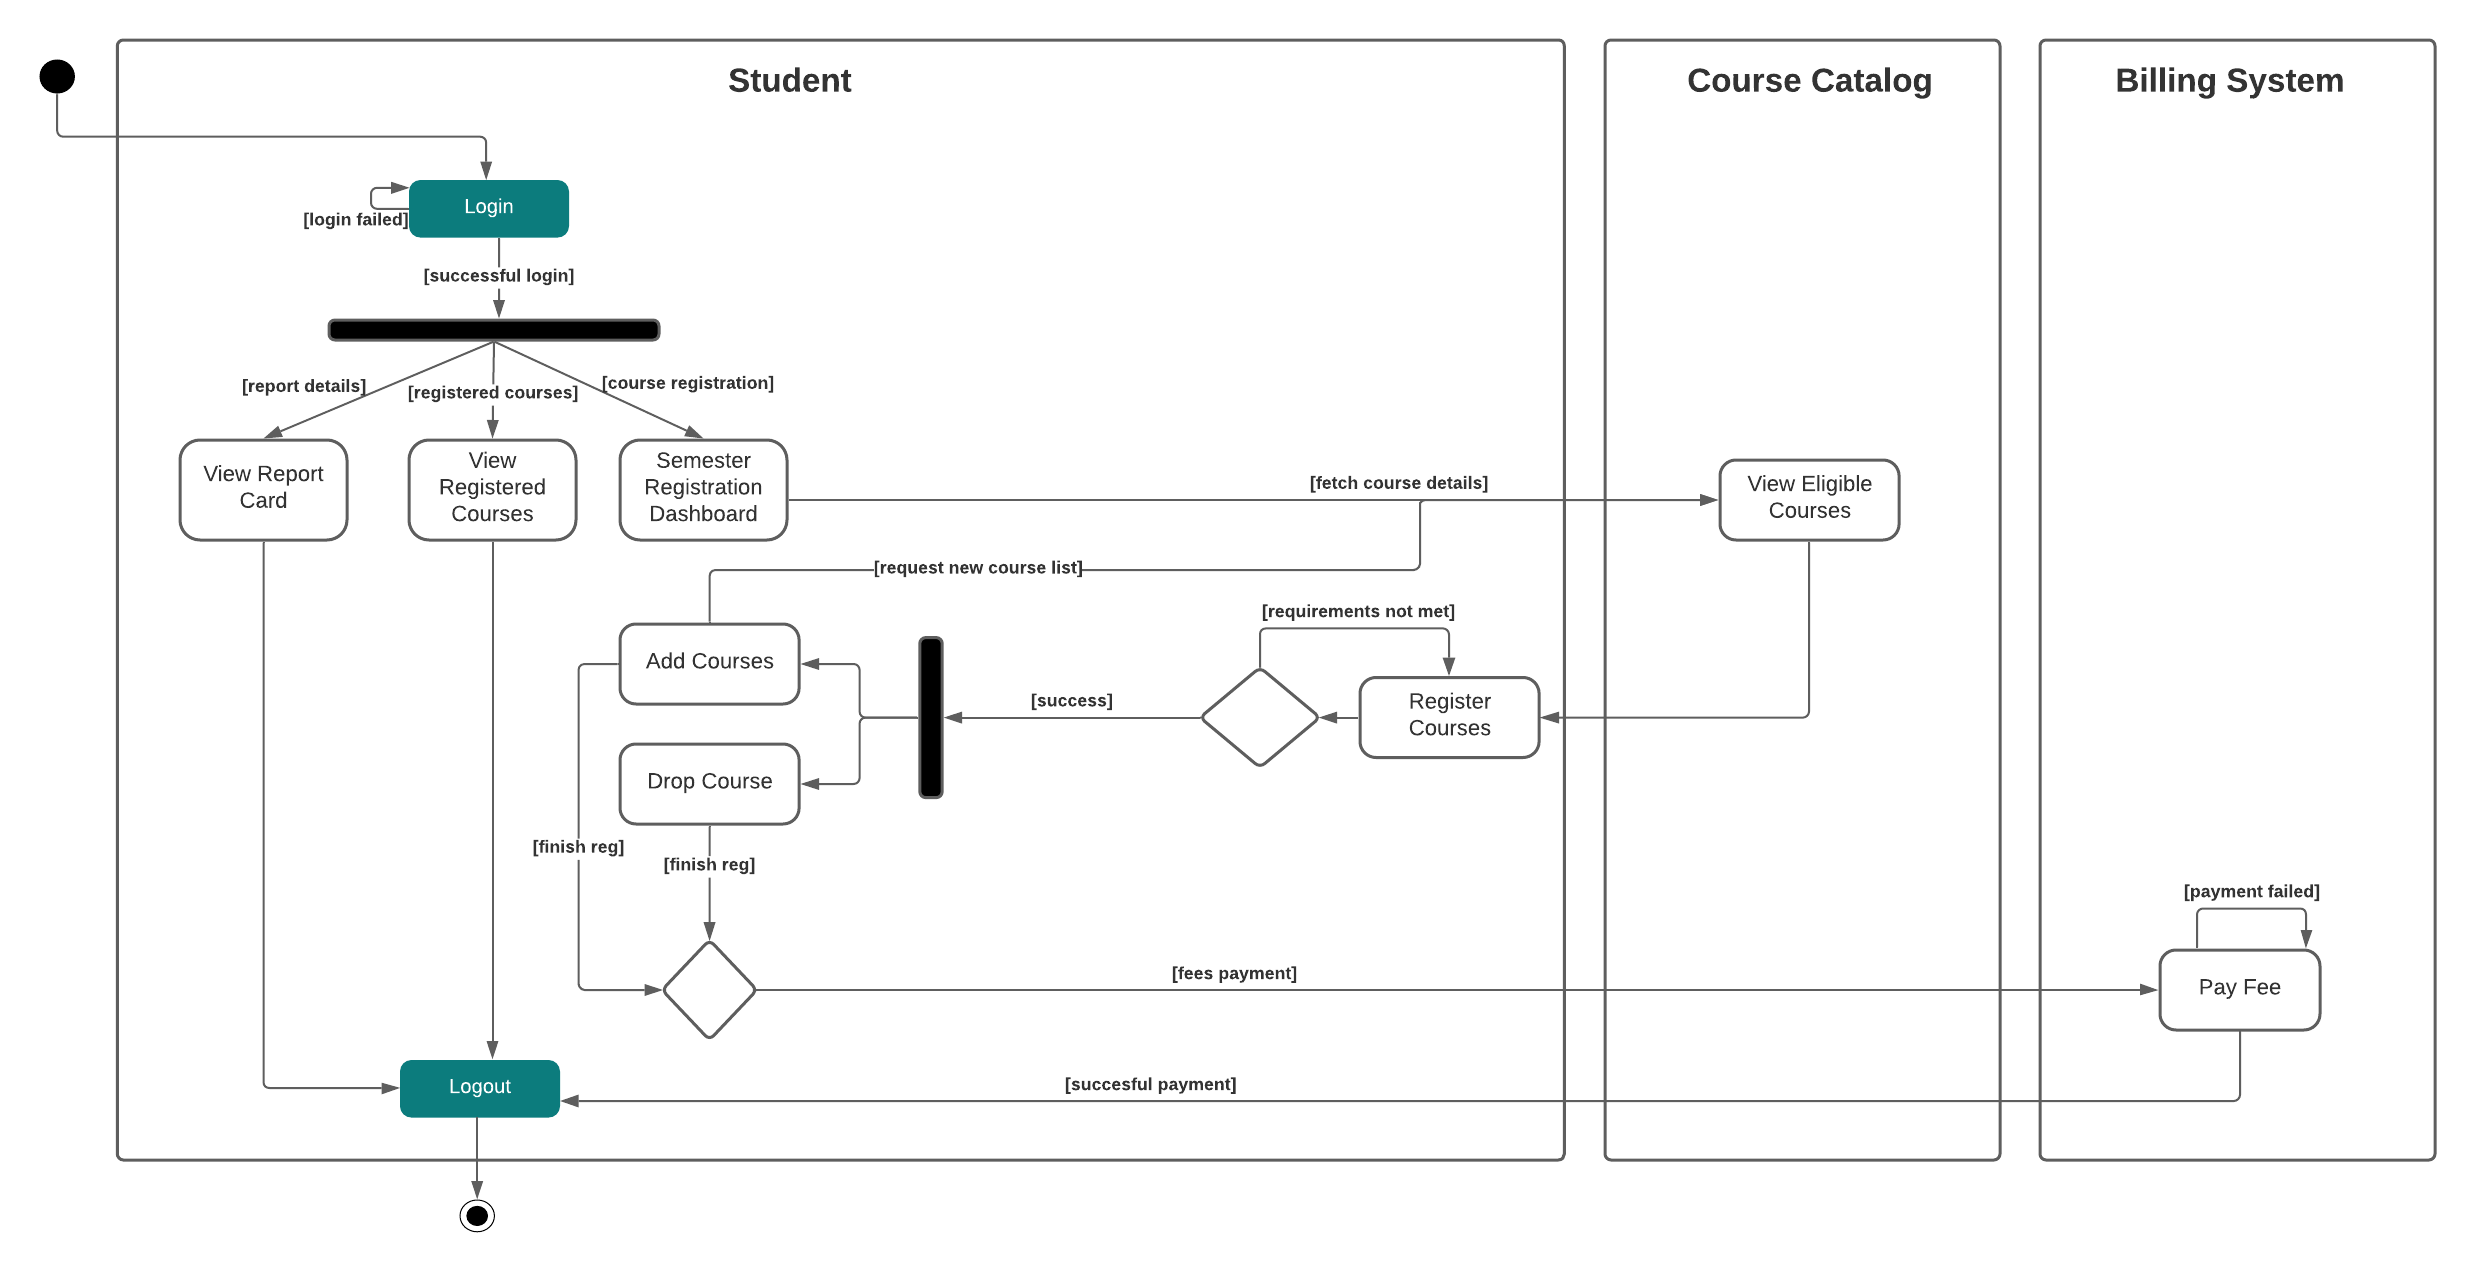 Student
Course Catalog
Billing System
Login
[login failed]
[successful login]
[report details]
[registered courses]
[course registration]
View Report
Card
View
Registered
Courses
Semester
Registration
Dashboard
[fetch course details]
View Eligible
Courses
[request new course list]
[requirements not met]
Add Courses
[success]
Register
Courses
Drop Course
[finish reg]
[finish reg]
[payment failed]
[fees payment]
Pay Fee
Logout
[succesful payment]